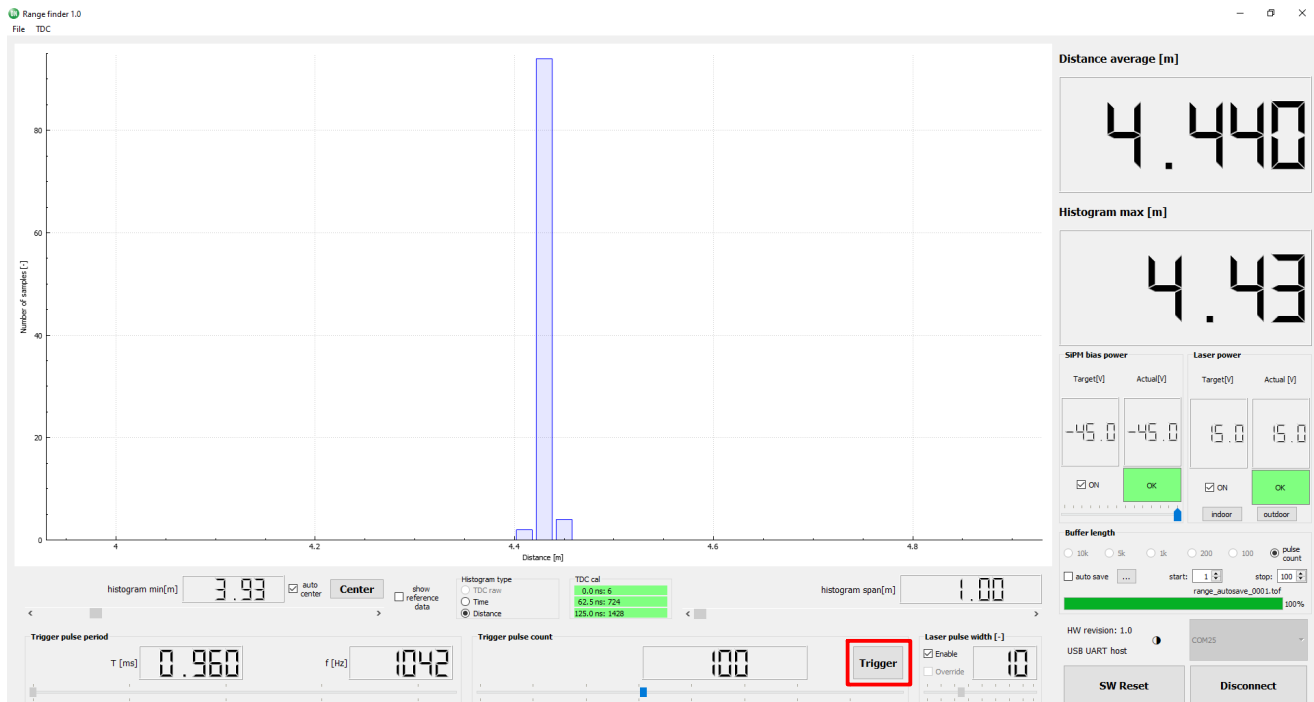 Range finder 1.0
File TDC
Distance average [m]
4.440
Histogram max [m]
4.43
Number of samples [-]
80
60
40
20
0
4 4.2 4.4 4.6 4.8
Distance [m]
SiPM bias power
Target[V] Actual[V]
-45.0 -45.0
ON OK
Laser power
Target[V] Actual [V]
15.0 15.0
ON OK
indoor outdoor
Buffer length
10k 5k 1k 200 100 pulse count
auto save ... start: 1 stop: 100
range_autosave_0001.tof
100%
histogram min[m] 3.93
auto center
Center
show reference data
Histogram type
TDC raw
Time
Distance
TDC cal
0.0 ns: 6
62.5 ns: 724
125.0 ns: 1428
histogram span[m] 1.00
< > < >
Trigger pulse period
T [ms] 0.960 f [Hz] 1042
Trigger pulse count
100 Trigger
Laser pulse width [-]
Enable
Override
10
HW revision: 1.0
USB UART host
COM25
SW Reset Disconnect